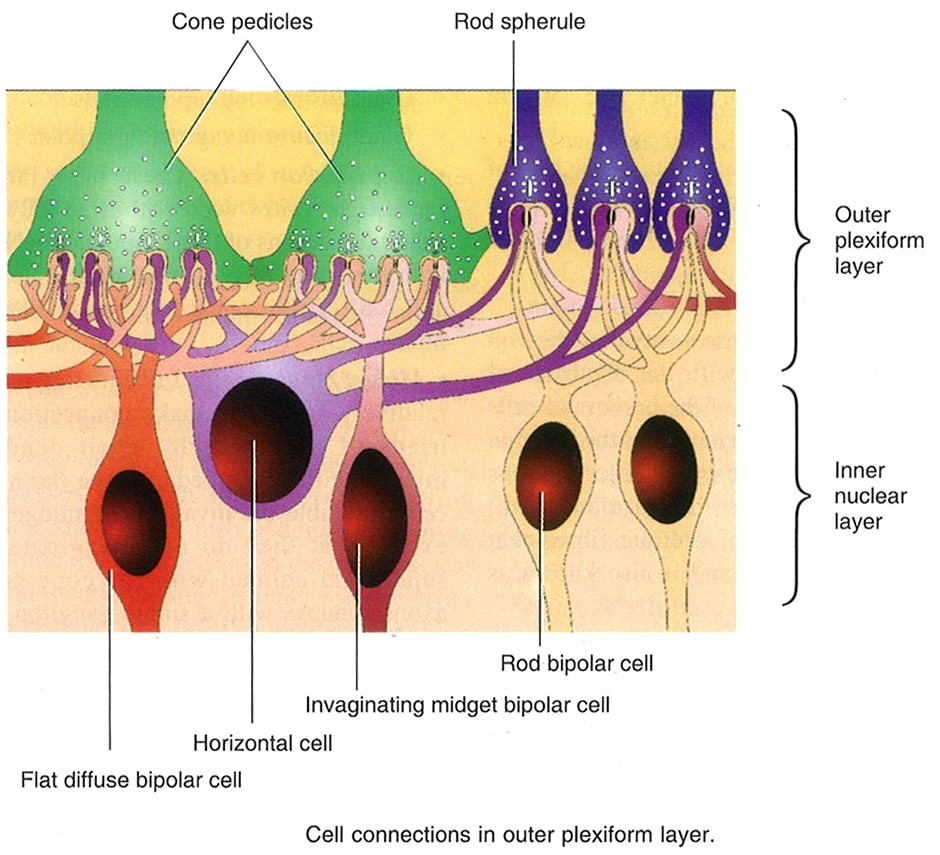 Cone pedicles
Rod spherule
Outer
plexiform
layer
Inner
nuclear
layer
Rod bipolar cell
Invaginating midget bipolar cell
Horizontal cell
Flat diffuse bipolar cell
Cell connections in outer plexiform layer.